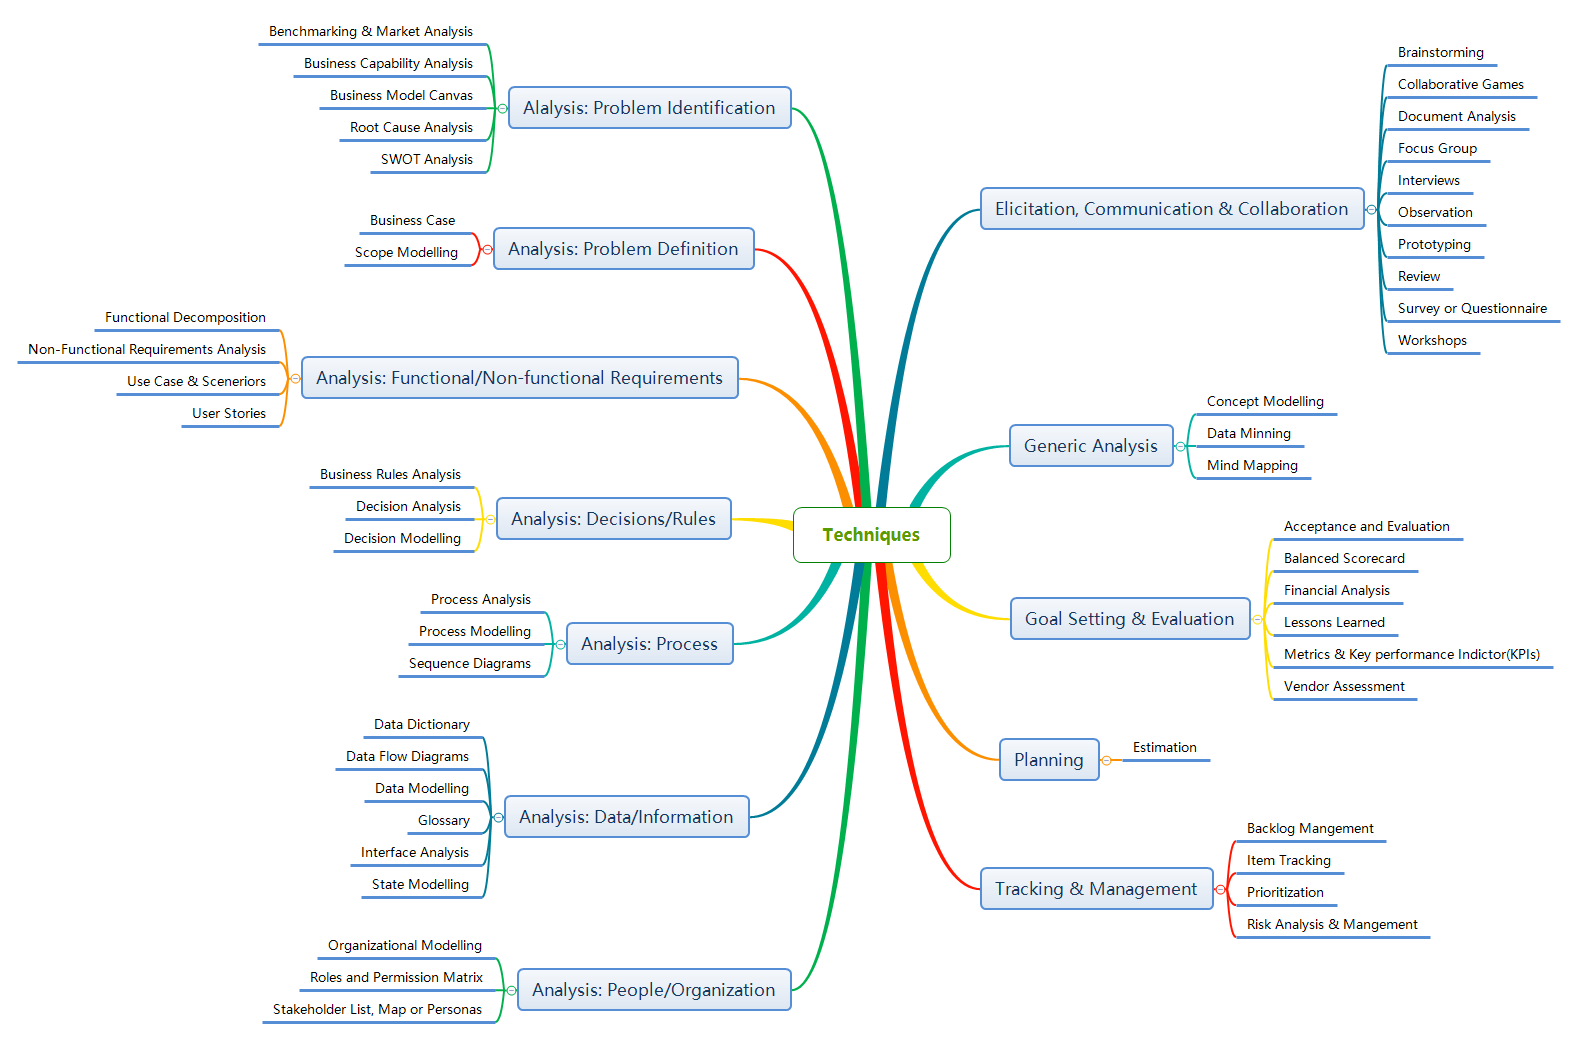 Techniques
Alalysis: Problem Identification
Benchmarking & Market Analysis
Business Capability Analysis
Business Model Canvas
Root Cause Analysis
SWOT Analysis
Analysis: Problem Definition
Business Case
Scope Modelling
Analysis: Functional/Non-functional Requirements
Functional Decomposition
Non-Functional Requirements Analysis
Use Case & Sceneriors
User Stories
Analysis: Decisions/Rules
Business Rules Analysis
Decision Analysis
Decision Modelling
Analysis: Process
Process Analysis
Process Modelling
Sequence Diagrams
Analysis: Data/Information
Data Dictionary
Data Flow Diagrams
Data Modelling
Glossary
Interface Analysis
State Modelling
Analysis: People/Organization
Organizational Modelling
Roles and Permission Matrix
Stakeholder List, Map or Personas
Elicitation, Communication & Collaboration
Brainstorming
Collaborative Games
Document Analysis
Focus Group
Interviews
Observation
Prototyping
Review
Survey or Questionnaire
Workshops
Generic Analysis
Concept Modelling
Data Minning
Mind Mapping
Goal Setting & Evaluation
Acceptance and Evaluation
Balanced Scorecard
Financial Analysis
Lessons Learned
Metrics & Key performance Indictor(KPIs)
Vendor Assessment
Planning
Estimation
Tracking & Management
Backlog Mangement
Item Tracking
Prioritization
Risk Analysis & Mangement